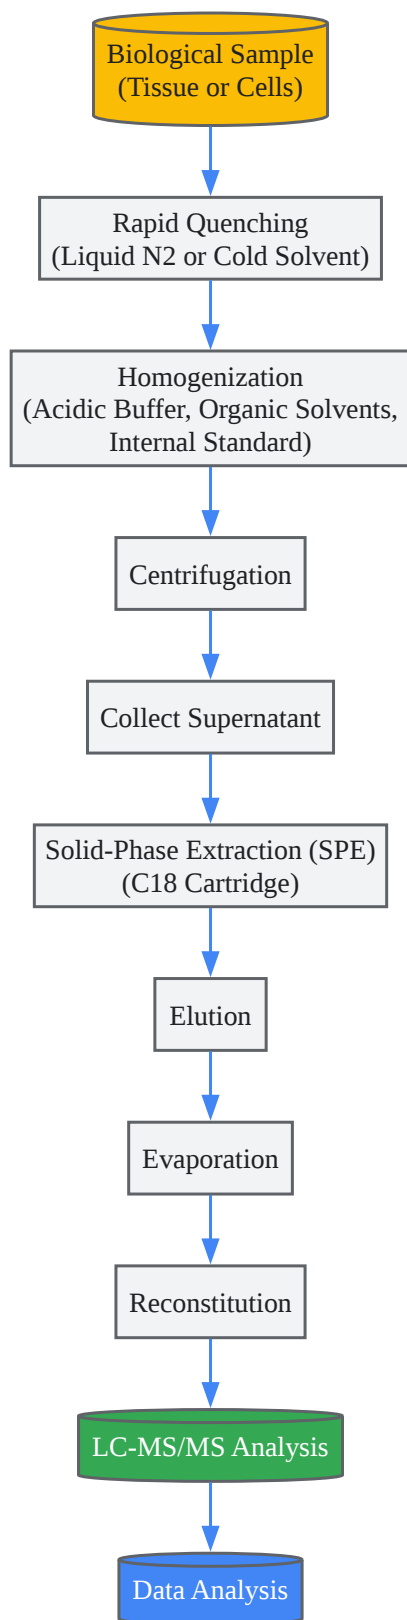 Biological Sample
(Tissue or Cells)
Rapid Quenching
(Liquid N2 or Cold Solvent)
Homogenization
(Acidic Buffer, Organic Solvents,
Internal Standard)
Centrifugation
Collect Supernatant
Solid-Phase Extraction (SPE)
(C18 Cartridge)
Elution
Evaporation
Reconstitution
LC-MS/MS Analysis
Data Analysis